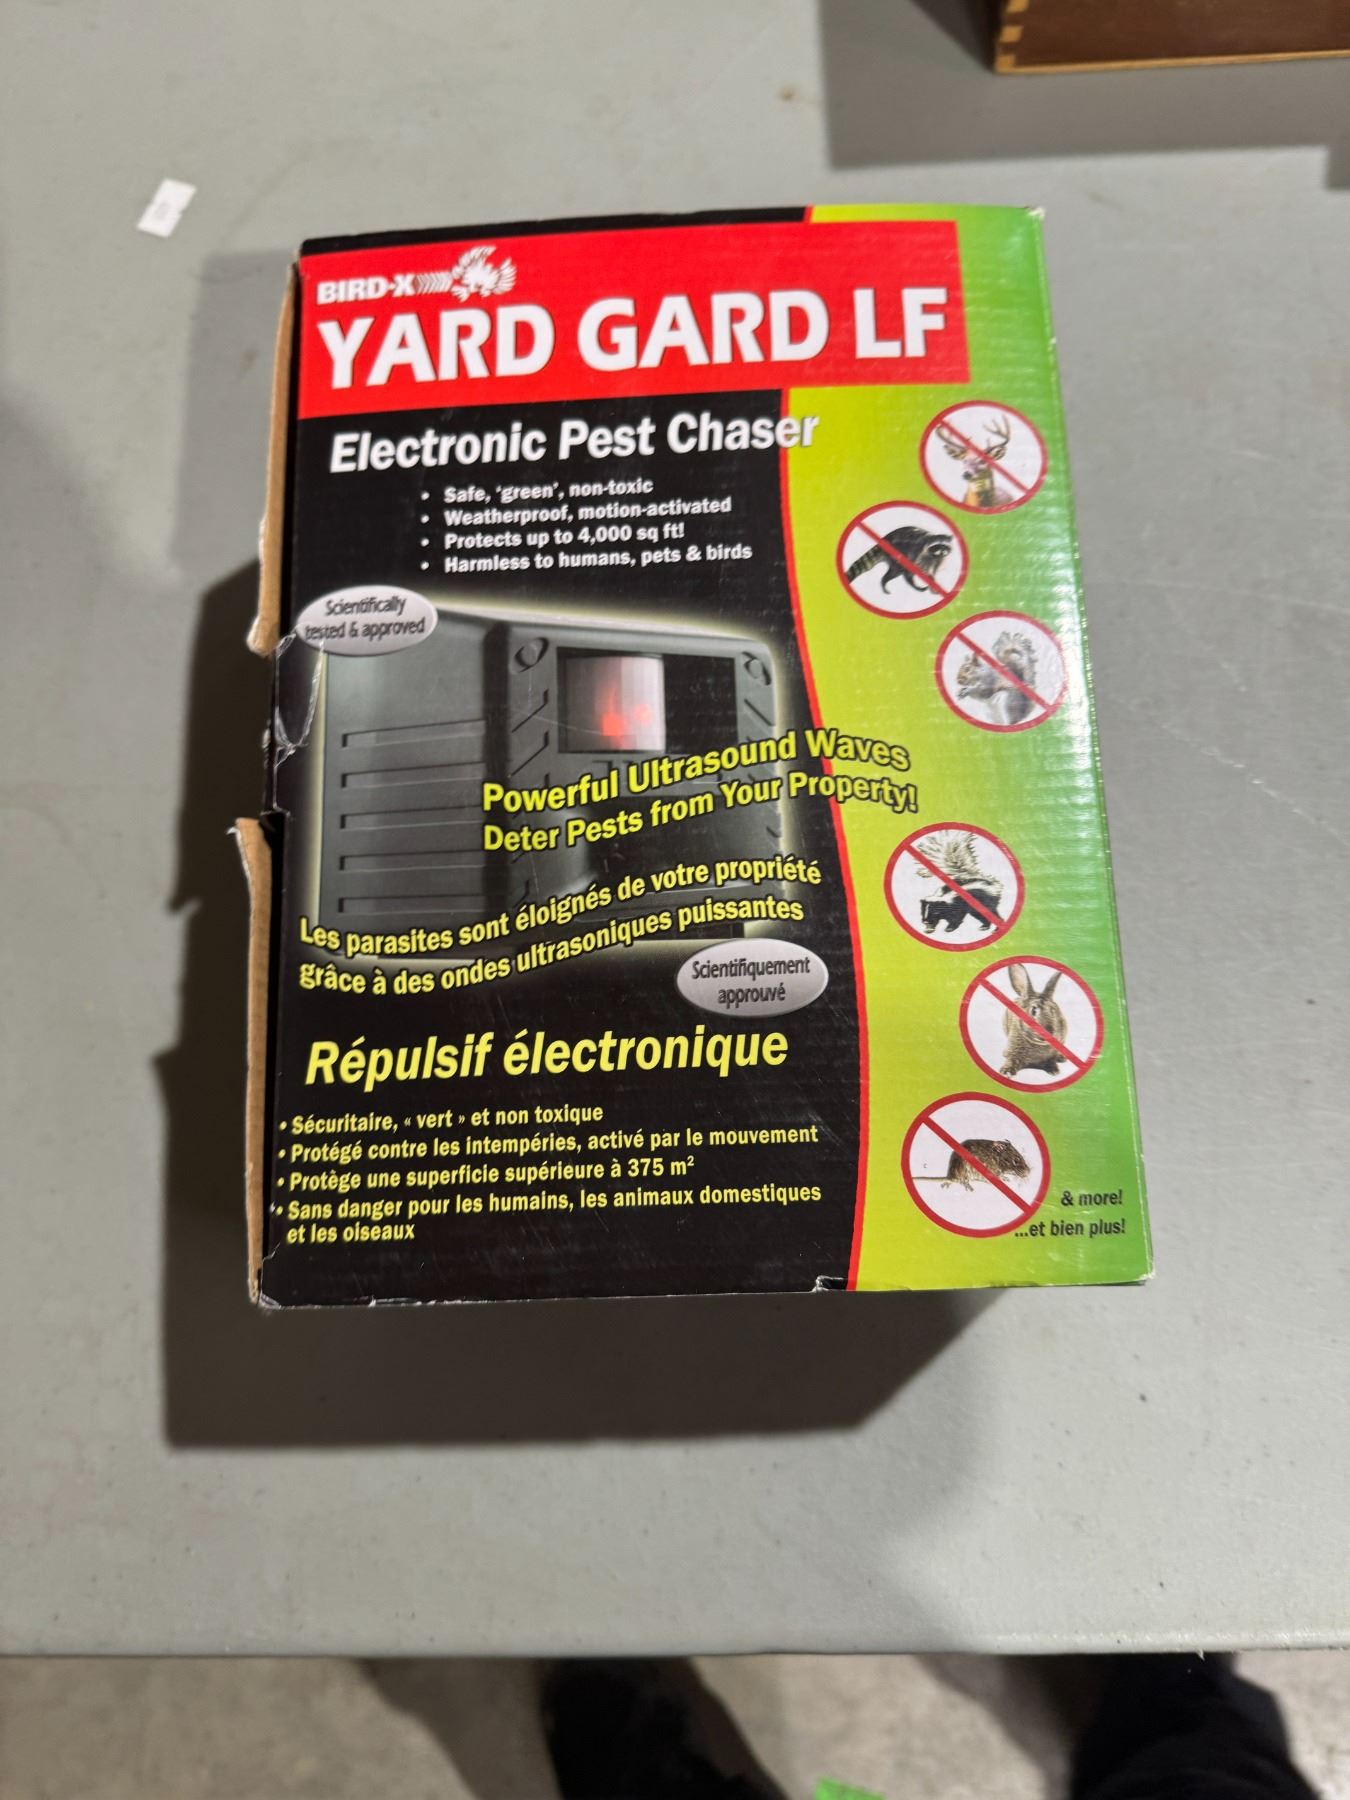 BIRD-X
YARD GARD LF
Electronic Pest Chaser
• Safe, 'green', non-toxic
• Weatherproof, motion-activated
• Protects up to 4,000 sq ft!
• Harmless to humans, pets & birds
Scientifically
tested & approved
Powerful Ultrasound Waves
Deter Pests from Your Property!
Les parasites sont éloignés de votre propriété
grâce à des ondes ultrasoniques puissantes
Scientifiquement
approuvé
Répulsif électronique
• Sécuritaire, « vert » et non toxique
• Protégé contre les intempéries, activé par le mouvement
• Protège une superficie supérieure à 375 m²
• Sans danger pour les humains, les animaux domestiques
et les oiseaux
& more!
...et bien plus!